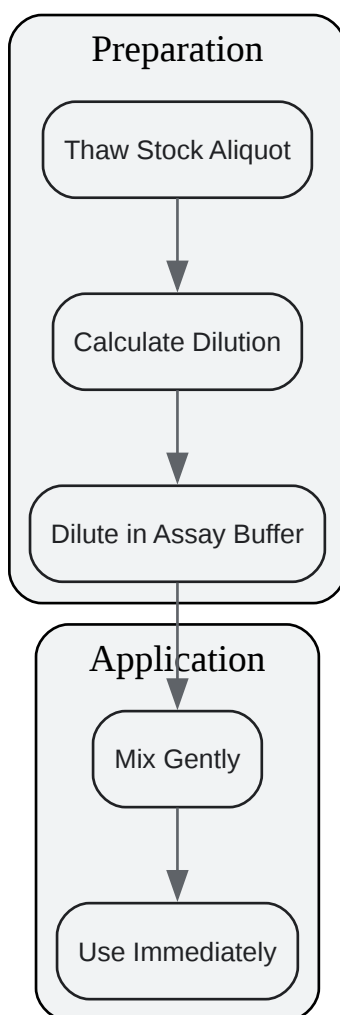 Preparation
Thaw Stock Aliquot
Calculate Dilution
Dilute in Assay Buffer
Application
Mix Gently
Use Immediately